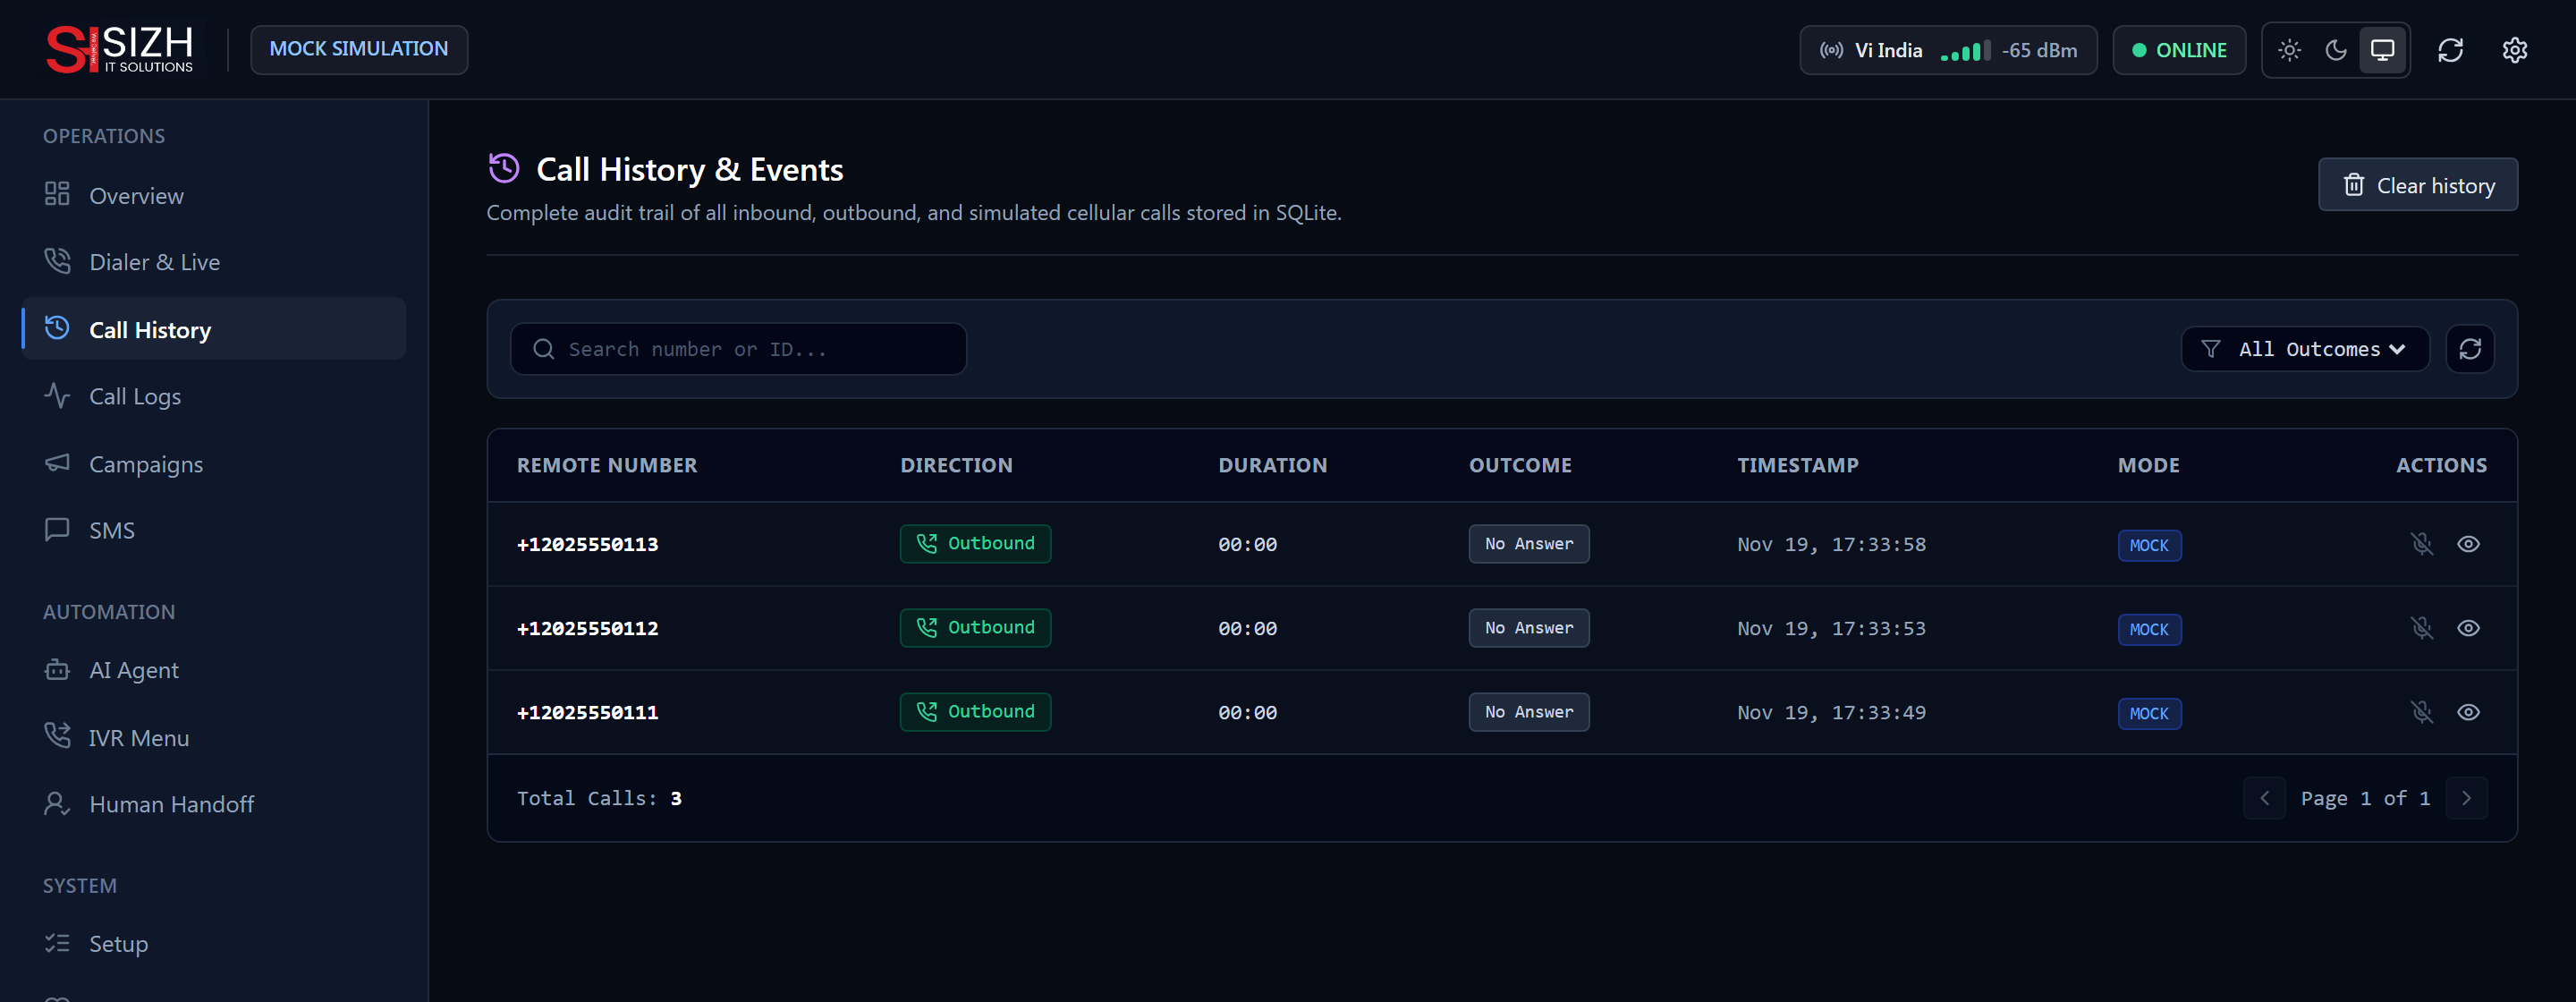 SIZH
IT SOLUTIONS
MOCK SIMULATION
Vi India -65 dBm
ONLINE
OPERATIONS
Overview
Dialer & Live
Call History
Call Logs
Campaigns
SMS
AUTOMATION
AI Agent
IVR Menu
Human Handoff
SYSTEM
Setup
Call History & Events
Complete audit trail of all inbound, outbound, and simulated cellular calls stored in SQLite.
Clear history
Search number or ID...
All Outcomes
REMOTE NUMBER DIRECTION DURATION OUTCOME TIMESTAMP MODE ACTIONS
+12025550113 Outbound 00:00 No Answer Nov 19, 17:33:58 MOCK
+12025550112 Outbound 00:00 No Answer Nov 19, 17:33:53 MOCK
+12025550111 Outbound 00:00 No Answer Nov 19, 17:33:49 MOCK
Total Calls: 3
Page 1 of 1